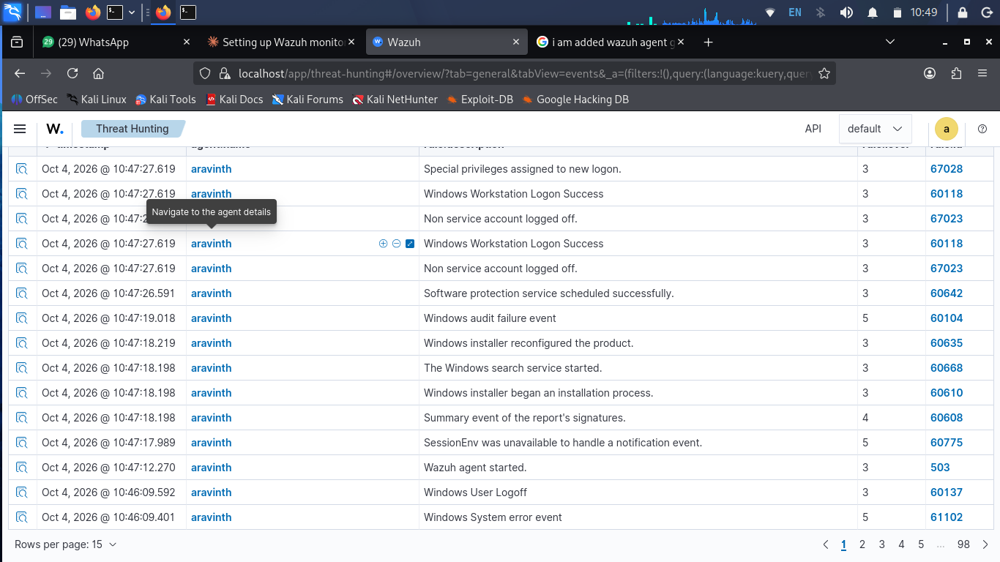 EN 10:49
29 (29) WhatsApp
Setting up Wazuh monito
W Wazuh
i am added wazuh agent g
localhost/app/threat-hunting#/overview/?tab=general&tabView=events&_a=(filters:!(),query:(language:kuery,quer
OffSec Kali Linux Kali Tools Kali Docs Kali Forums Kali NetHunter Exploit-DB Google Hacking DB
W. Threat Hunting API default a
Oct 4, 2026 @ 10:47:27.619 aravinth Special privileges assigned to new logon. 3 67028
Oct 4, 2026 @ 10:47:27.619 aravinth Windows Workstation Logon Success 3 60118
Navigate to the agent details
Oct 4, 2026 @ 10:47:2 Non service account logged off. 3 67023
Oct 4, 2026 @ 10:47:27.619 aravinth Windows Workstation Logon Success 3 60118
Oct 4, 2026 @ 10:47:27.619 aravinth Non service account logged off. 3 67023
Oct 4, 2026 @ 10:47:26.591 aravinth Software protection service scheduled successfully. 3 60642
Oct 4, 2026 @ 10:47:19.018 aravinth Windows audit failure event 5 60104
Oct 4, 2026 @ 10:47:18.219 aravinth Windows installer reconfigured the product. 3 60635
Oct 4, 2026 @ 10:47:18.198 aravinth The Windows search service started. 3 60668
Oct 4, 2026 @ 10:47:18.198 aravinth Windows installer began an installation process. 3 60610
Oct 4, 2026 @ 10:47:18.198 aravinth Summary event of the report's signatures. 4 60608
Oct 4, 2026 @ 10:47:17.989 aravinth SessionEnv was unavailable to handle a notification event. 5 60775
Oct 4, 2026 @ 10:47:12.270 aravinth Wazuh agent started. 3 503
Oct 4, 2026 @ 10:46:09.592 aravinth Windows User Logoff 3 60137
Oct 4, 2026 @ 10:46:09.401 aravinth Windows System error event 5 61102
Rows per page: 15 1 2 3 4 5 ... 98